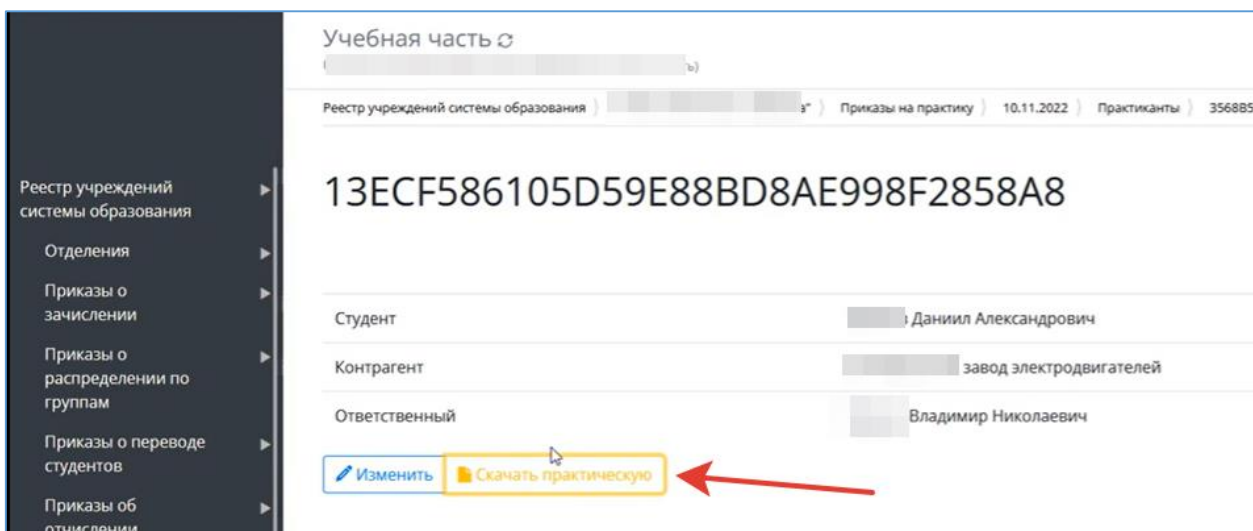 Учебная часть
ь)
Реестр учреждений системы образования а" Приказы на практику 10.11.2022 Практиканты 3568B5
Реестр учреждений
системы образования
Отделения
Приказы о
зачислении
Приказы о
распределении по
группам
Приказы о переводе
студентов
Приказы об
отчислении
13ECF586105D59E88BD8AE998F2858A8
Студент Даниил Александрович
Контрагент завод электродвигателей
Ответственный Владимир Николаевич
Изменить Скачать практическую